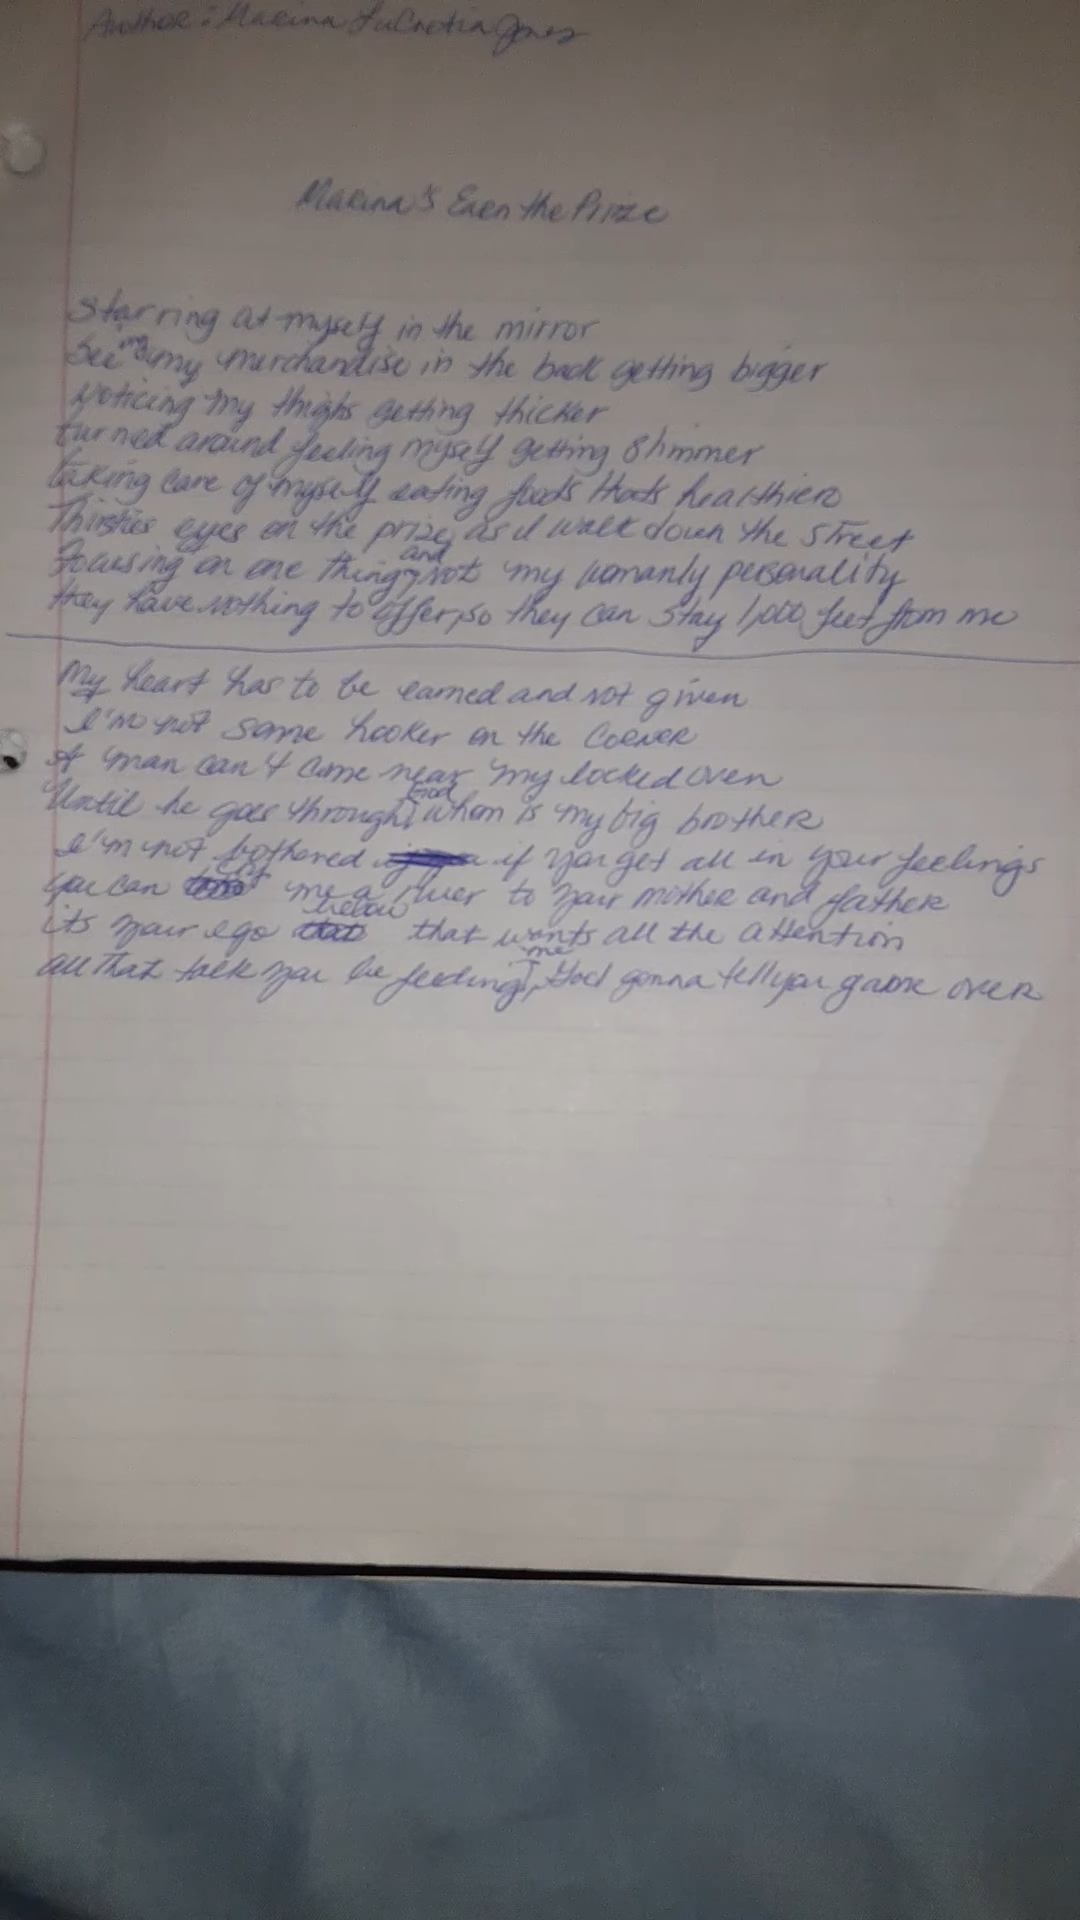 Author: Marina LuCretia Jones
Marina's Earn the Prize
Starring at myself in the mirror
Seeing my merchandise in the back getting bigger
Noticing my thighs getting thicker
turned around feeling myself getting slimmer
taking care of myself eating foods thats healthier
Thirsties eyes on the prize, as I walk down the street
Focusing on one thing, and not my womanly personality
they have nothing to offer, so they can stay 1,000 feet from me
My heart has to be earned and not given
I'm not some hooker on the corner
A man can't come near my locked oven
Until he goes through God whom is my big brother
I'm not bothered if you get all in your feelings
you can me a river to your mother and father
its your ego that wants all the attention
all that talk you be feeding me, God gonna tell you game over